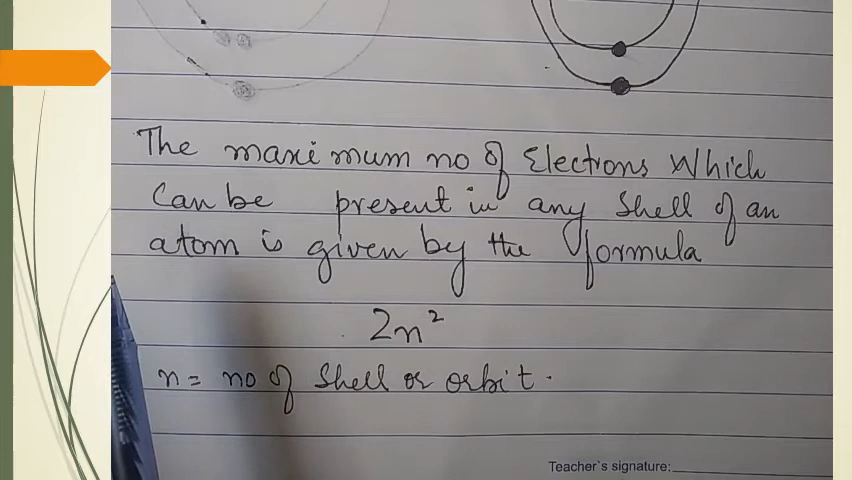 The maximum no of Electrons Which
Can be present in any Shell of an
atom is given by the formula
2n²
n = no of Shell or orbit.
Teacher's signature: